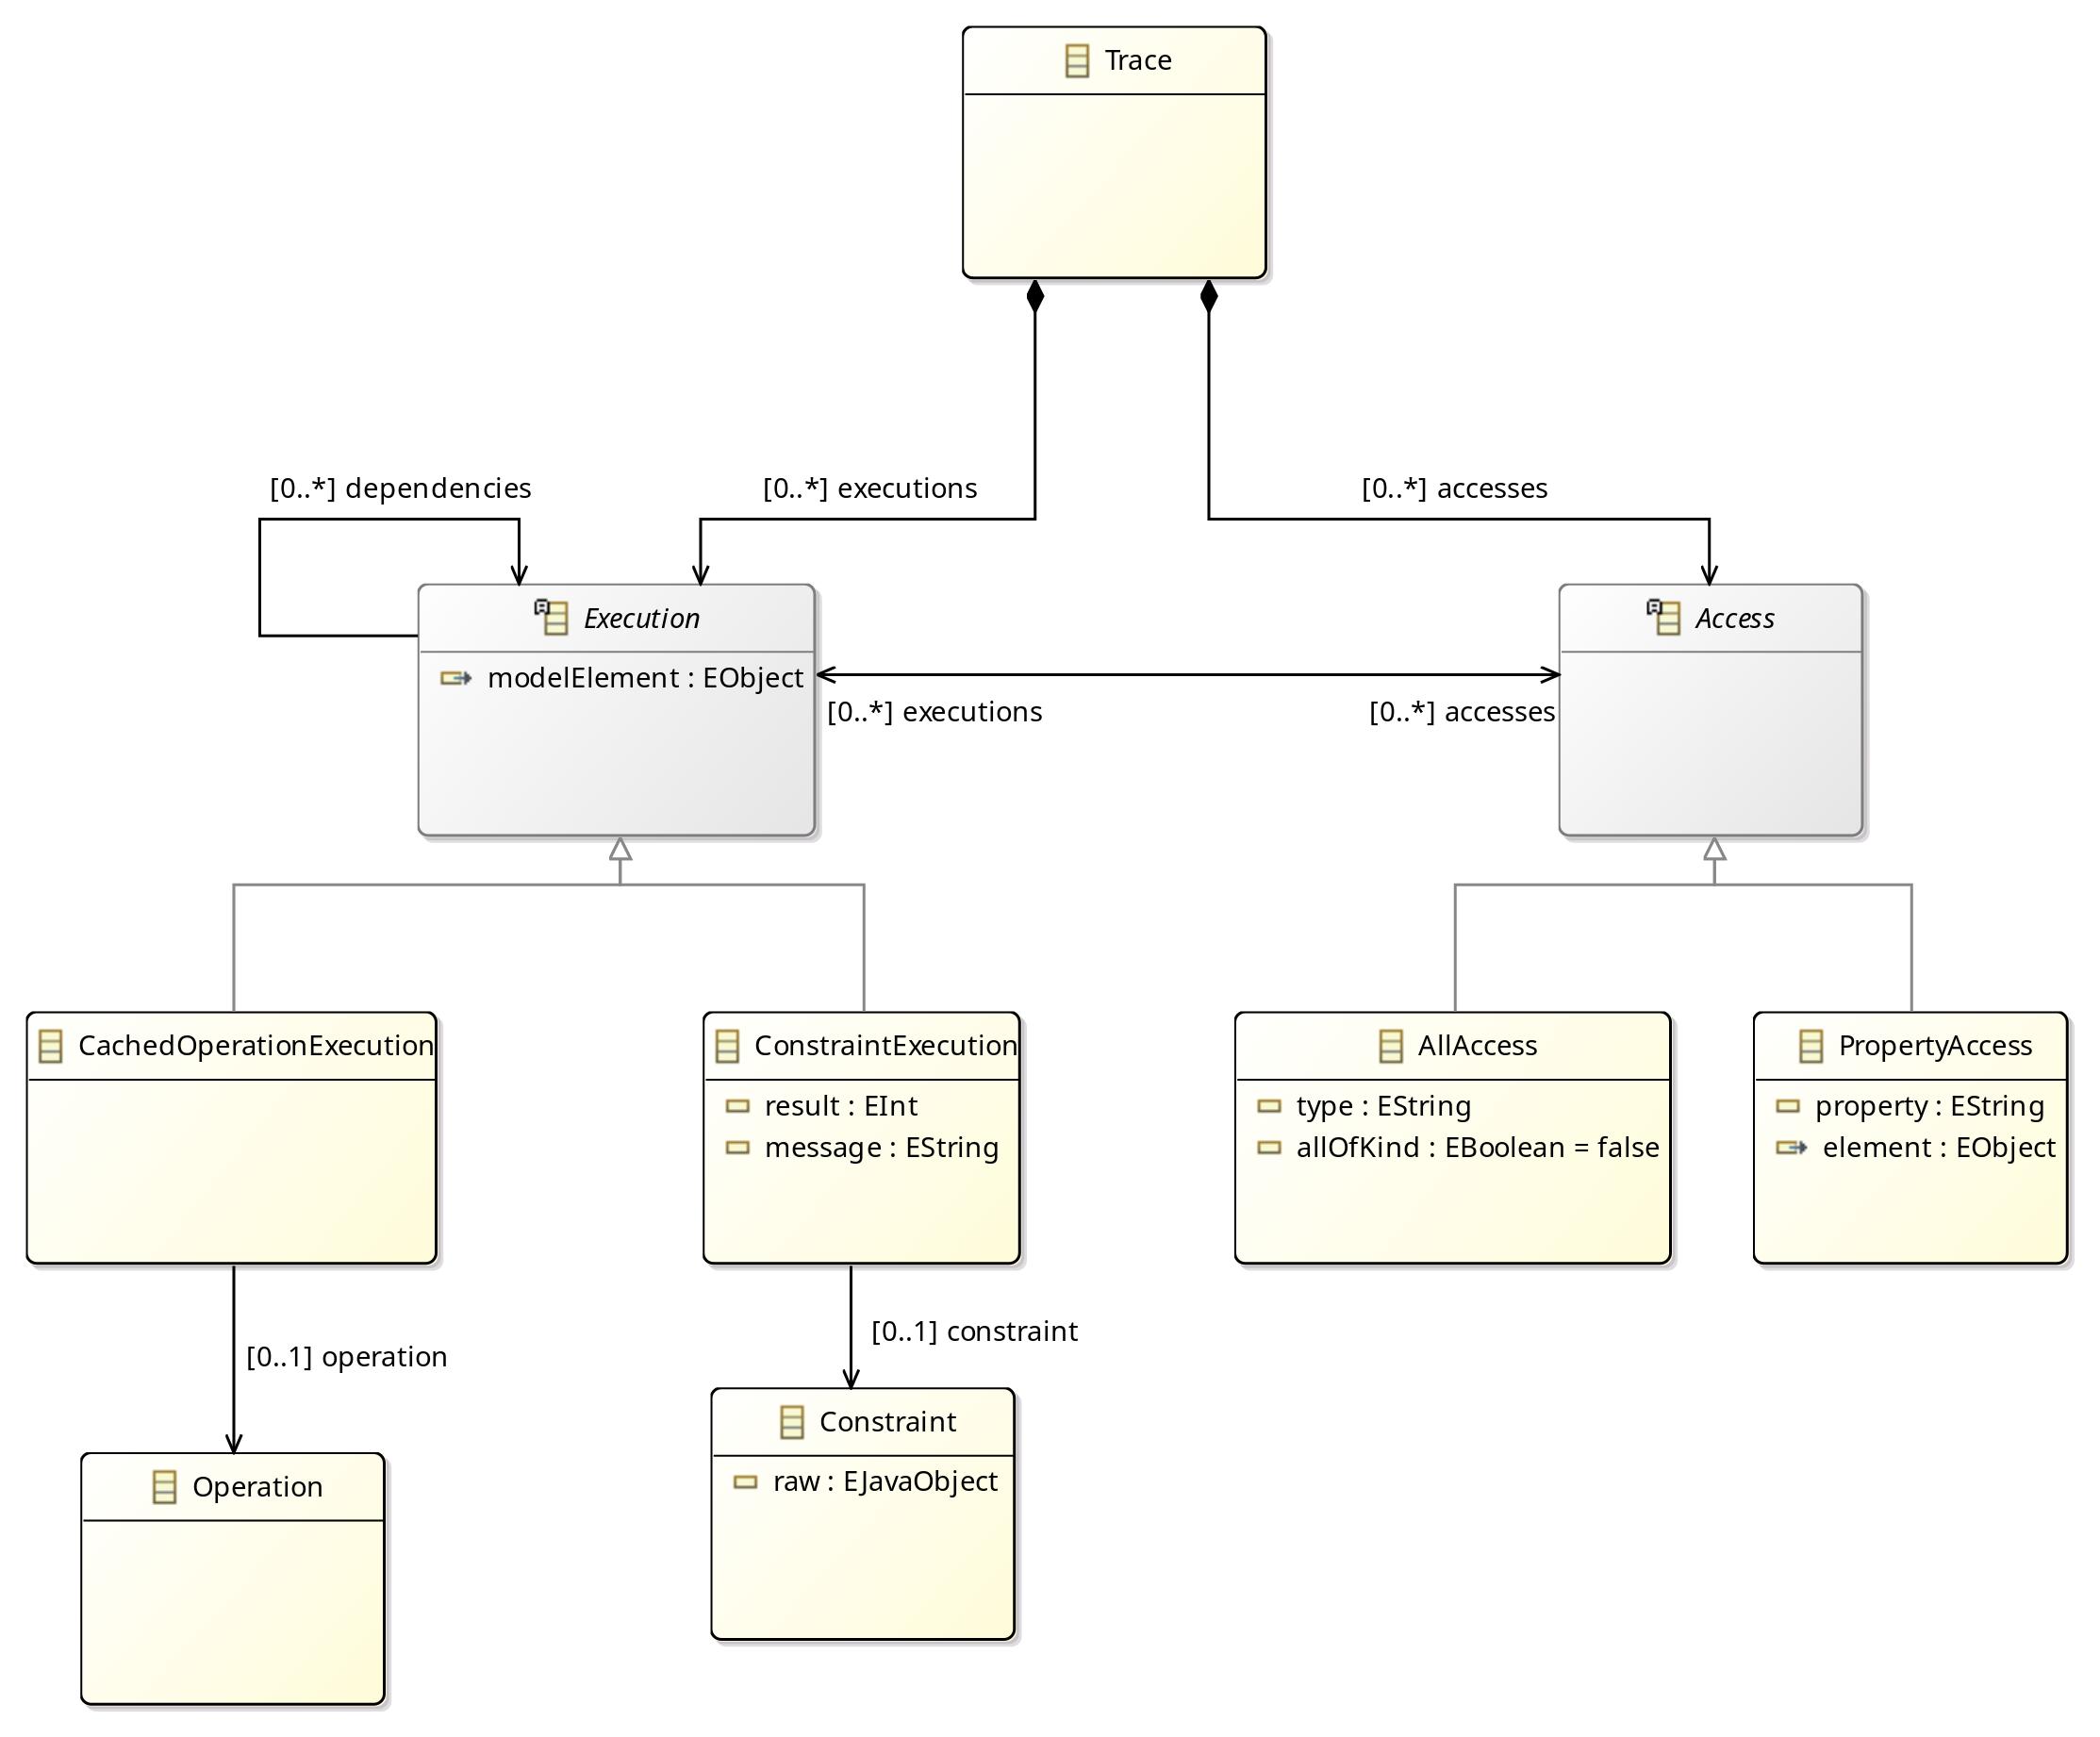 Trace
[0..*] dependencies
[0..*] executions
[0..*] accesses
Execution
modelElement : EObject
Access
[0..*] executions
[0..*] accesses
CachedOperationExecution
ConstraintExecution
result : EInt
message : EString
AllAccess
type : EString
allOfKind : EBoolean = false
PropertyAccess
property : EString
element : EObject
[0..1] operation
[0..1] constraint
Operation
Constraint
raw : EJavaObject